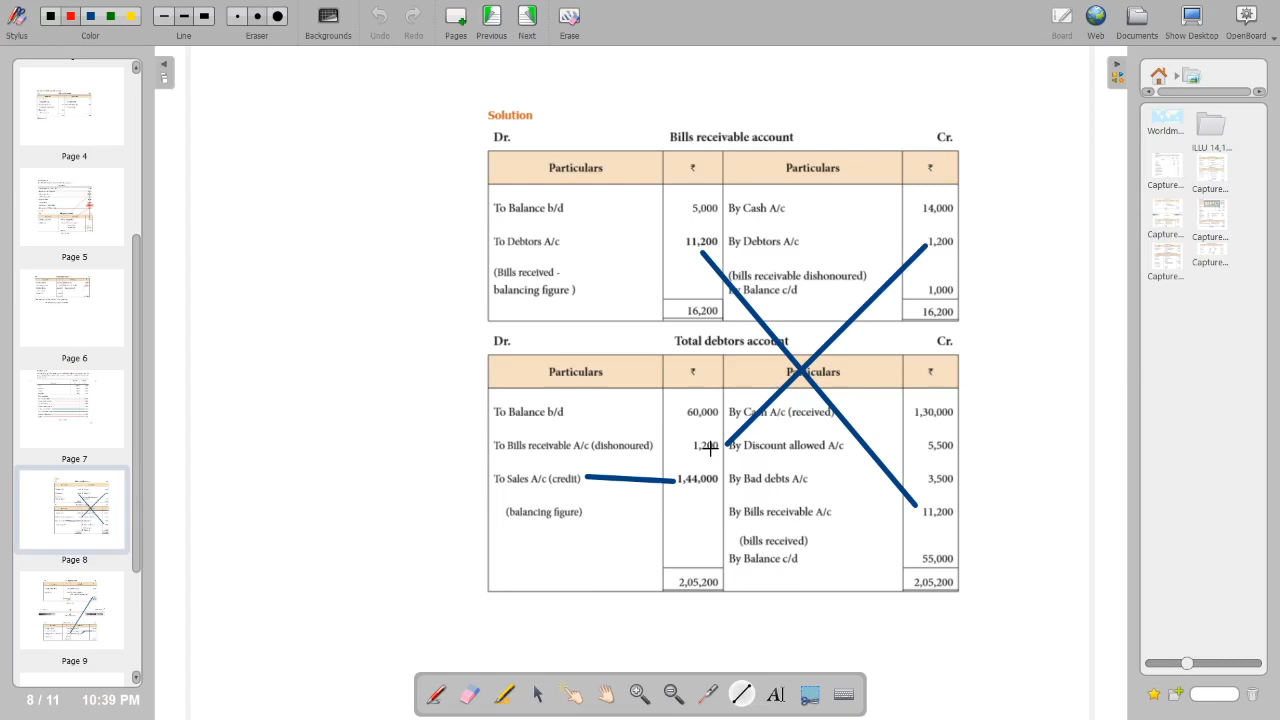 Stylus
Color
Line
Eraser
Backgrounds
Undo
Redo
Pages
Previous
Next
Erase
Board
Web
Documents
Show Desktop
OpenBoard
Page 4
Page 5
Page 6
Page 7
Page 8
Page 9
8 / 11 10:39 PM
Solution
Dr. Bills receivable account Cr.
Particulars ₹ Particulars ₹
To Balance b/d 5,000 By Cash A/c 14,000
To Debtors A/c 11,200 By Debtors A/c 1,200
(Bills received - (bills receivable dishonoured)
balancing figure ) By Balance c/d 1,000
16,200 16,200
Dr. Total debtors account Cr.
Particulars ₹ Particulars ₹
To Balance b/d 60,000 By Cash A/c (received) 1,30,000
To Bills receivable A/c (dishonoured) 1,200 By Discount allowed A/c 5,500
To Sales A/c (credit) 1,44,000 By Bad debts A/c 3,500
(balancing figure) By Bills receivable A/c 11,200
(bills received)
By Balance c/d 55,000
2,05,200 2,05,200
Worldm...
ILLU 14,1...
Capture...
Capture...
Capture...
Capture...
Capture...
Capture...